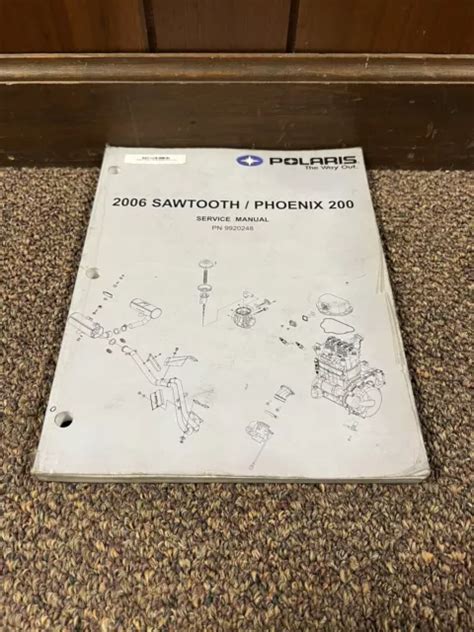 POLARIS
The Way Out.
2006 SAWTOOTH / PHOENIX 200
SERVICE MANUAL
PN 9920248